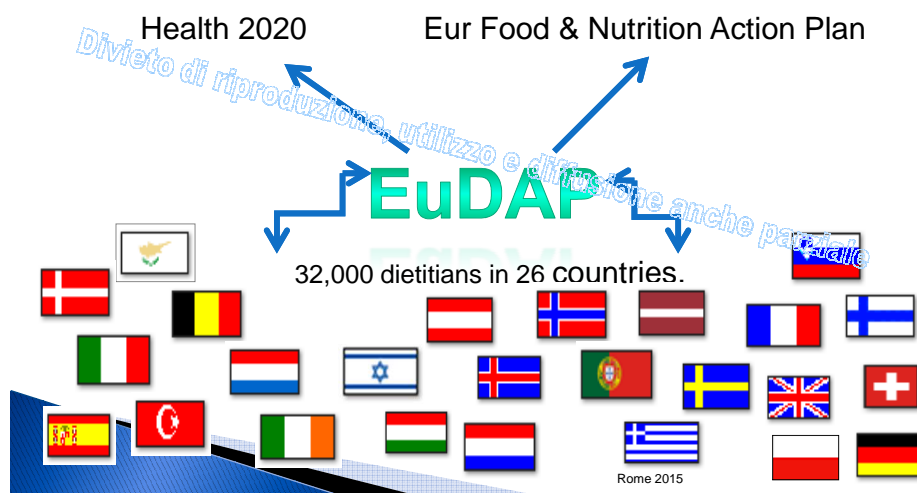 Health 2020
Eur Food & Nutrition Action Plan
Divieto di riproduzione, utilizzo e diffusione anche parziale
EuDAP
32,000 dietitians in 26 countries.
Rome 2015